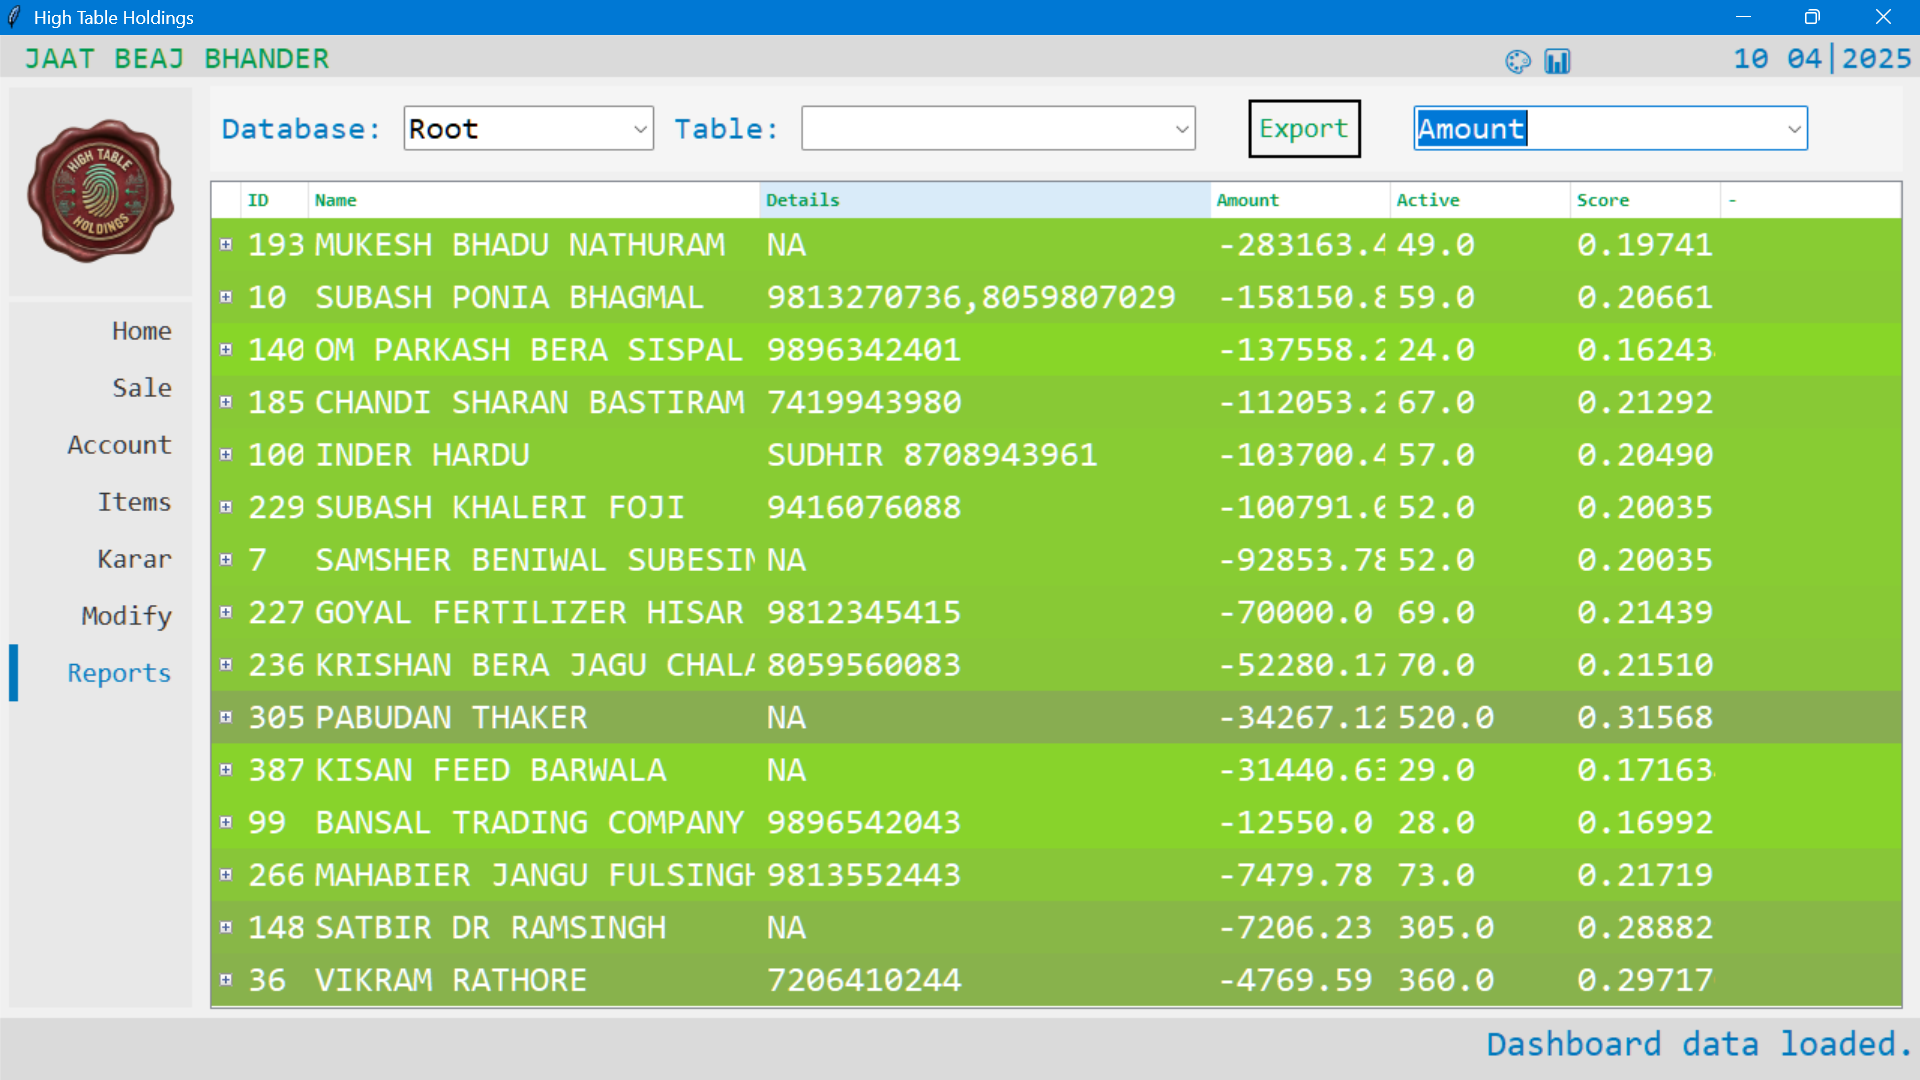 High Table Holdings
JAAT BEAJ BHANDER
10 04|2025
HIGH TABLE
HOLDINGS
Database: Root Table: Export Amount
ID Name Details Amount Active Score -
193 MUKESH BHADU NATHURAM NA -283163.4 49.0 0.19741
10 SUBASH PONIA BHAGMAL 9813270736,8059807029 -158150.8 59.0 0.20661
140 OM PARKASH BERA SISPAL 9896342401 -137558.2 24.0 0.16243
185 CHANDI SHARAN BASTIRAM 7419943980 -112053.2 67.0 0.21292
100 INDER HARDU SUDHIR 8708943961 -103700.4 57.0 0.20490
229 SUBASH KHALERI FOJI 9416076088 -100791.0 52.0 0.20035
7 SAMSHER BENIWAL SUBESIN NA -92853.78 52.0 0.20035
227 GOYAL FERTILIZER HISAR 9812345415 -70000.0 69.0 0.21439
236 KRISHAN BERA JAGU CHALA 8059560083 -52280.17 70.0 0.21510
305 PABUDAN THAKER NA -34267.12 520.0 0.31568
387 KISAN FEED BARWALA NA -31440.63 29.0 0.17163
99 BANSAL TRADING COMPANY 9896542043 -12550.0 28.0 0.16992
266 MAHABIER JANGU FULSINGH 9813552443 -7479.78 73.0 0.21719
148 SATBIR DR RAMSINGH NA -7206.23 305.0 0.28882
36 VIKRAM RATHORE 7206410244 -4769.59 360.0 0.29717
Home
Sale
Account
Items
Karar
Modify
Reports
Dashboard data loaded.